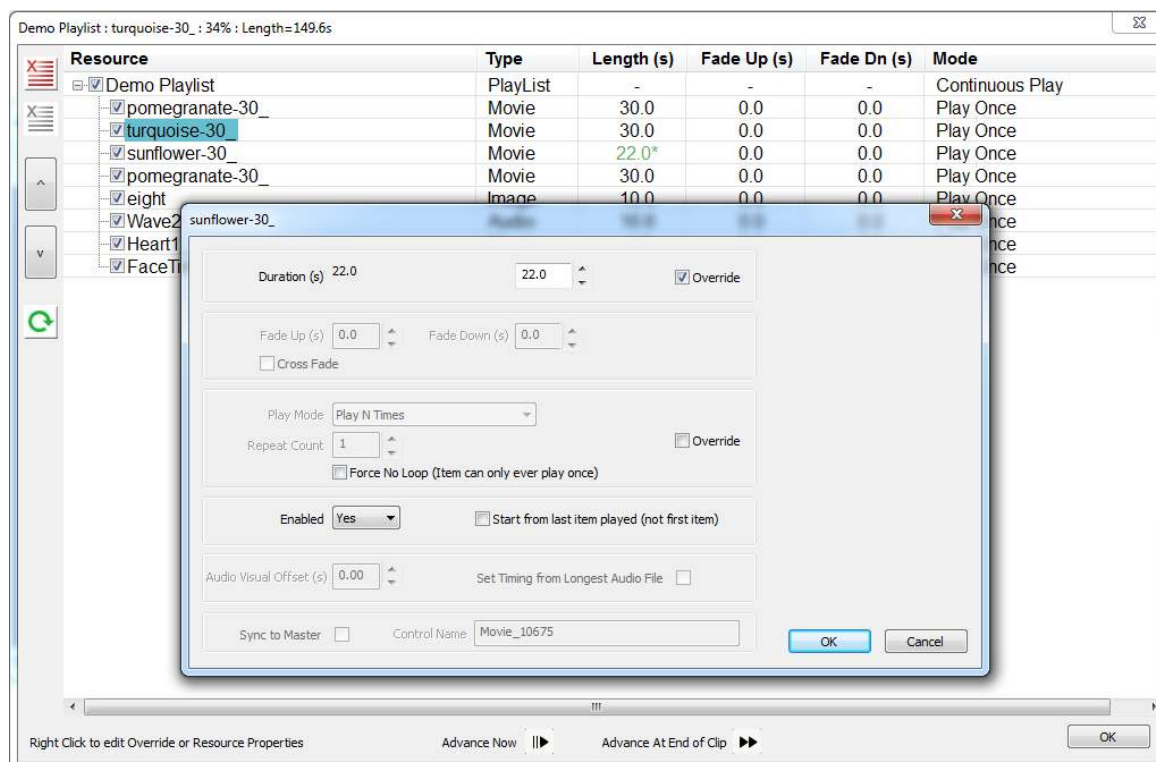 Demo Playlist : turquoise-30_ : 34% : Length=149.6s
Resource Type Length (s) Fade Up (s) Fade Dn (s) Mode
Demo Playlist PlayList - - - Continuous Play
pomegranate-30_ Movie 30.0 0.0 0.0 Play Once
turquoise-30_ Movie 30.0 0.0 0.0 Play Once
sunflower-30_ Movie 22.0* 0.0 0.0 Play Once
pomegranate-30_ Movie 30.0 0.0 0.0 Play Once
eight Image 10.0 0.0 0.0 Play Once
Wave2 Audio nce
Heart1 nce
FaceTi nce
sunflower-30_
Duration (s) 22.0 22.0 Override
Fade Up (s) 0.0 Fade Down (s) 0.0
Cross Fade
Play Mode Play N Times
Repeat Count 1 Override
Force No Loop (Item can only ever play once)
Enabled Yes Start from last item played (not first item)
Audio Visual Offset (s) 0.00 Set Timing from Longest Audio File
Sync to Master Control Name Movie_10675
OK Cancel
Right Click to edit Override or Resource Properties Advance Now Advance At End of Clip OK